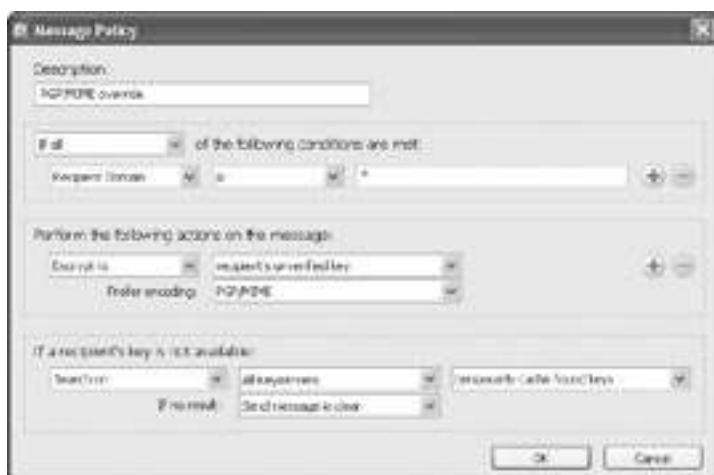 Message Policy
Description:
PGP/MIME override
If all of the following conditions are met:
Recipient Domain is *
Perform the following actions on the message:
Encrypt to recipient's unverified key
Prefer encoding: PGP/MIME
If a recipient's key is not available:
Search on all keyservers temporarily cache found keys
If no result: Send message in clear
OK Cancel